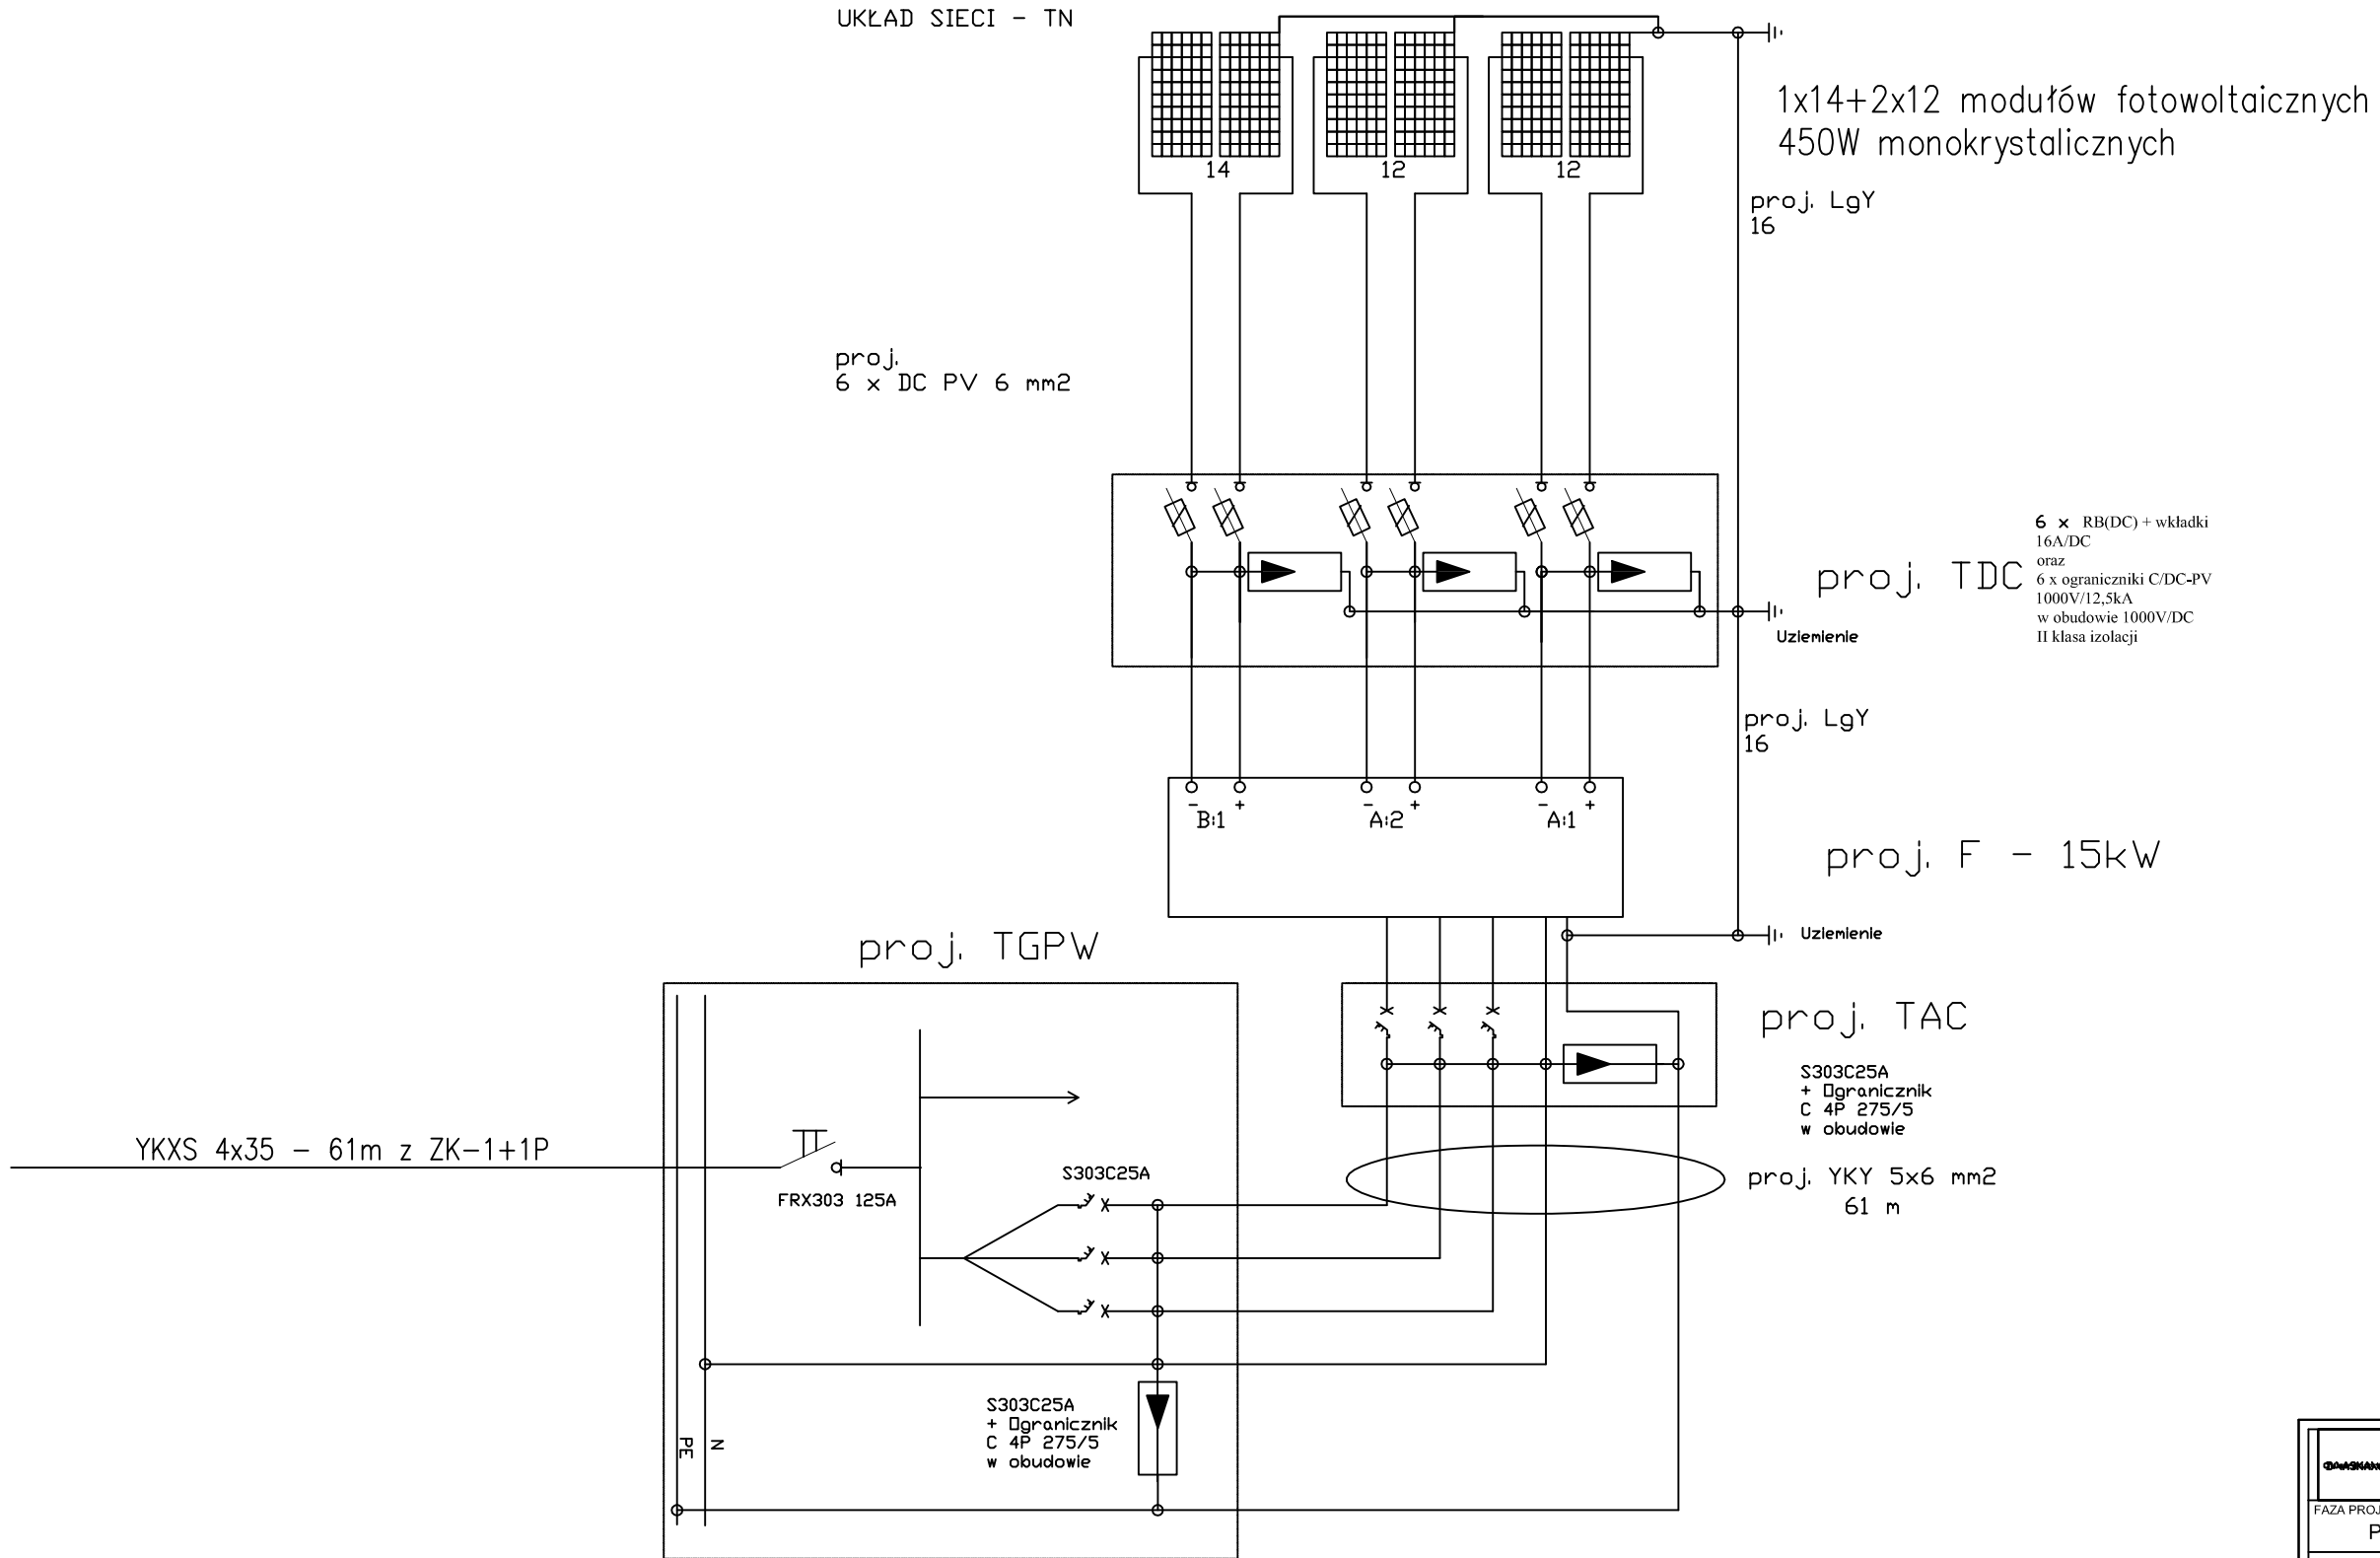 UKŁAD SIECI - TN
1x14+2x12 modułów fotowoltaicznych
450W monokrystalicznych
14
12
12
proj. LgY
16
proj.
6 x DC PV 6 mm2
proj. TDC
6 x RB(DC) + wkładki
16A/DC
oraz
6 x ograniczniki C/DC-PV
1000V/12,5kA
w obudowie 1000V/DC
II klasa izolacji
Uziemienie
proj. LgY
16
- +
- +
- +
B:1
A:2
A:1
proj. F - 15kW
Uziemienie
proj. TGPW
proj. TAC
S303C25A
+ Ogranicznik
C 4P 275/5
w obudowie
YKXS 4x35 - 61m z ZK-1+1P
FRX303 125A
S303C25A
proj. YKY 5x6 mm2
61 m
S303C25A
+ Ogranicznik
C 4P 275/5
w obudowie
PE
N
FAZA PROJ
P